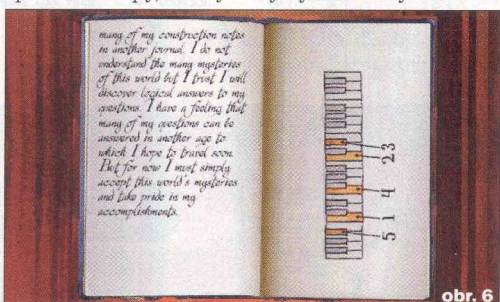 many of my construction notes
in another journal. I do not
understand the many mysteries
of this world but I trust I will
discover logical answers to my
questions. I have a feeling that
many of my questions can be
answered in another age to
which I hope to travel soon.
But for now I must simply
accept this world's mysteries
and take pride in my
accomplishments.
3
2
4
1
5
obr. 6